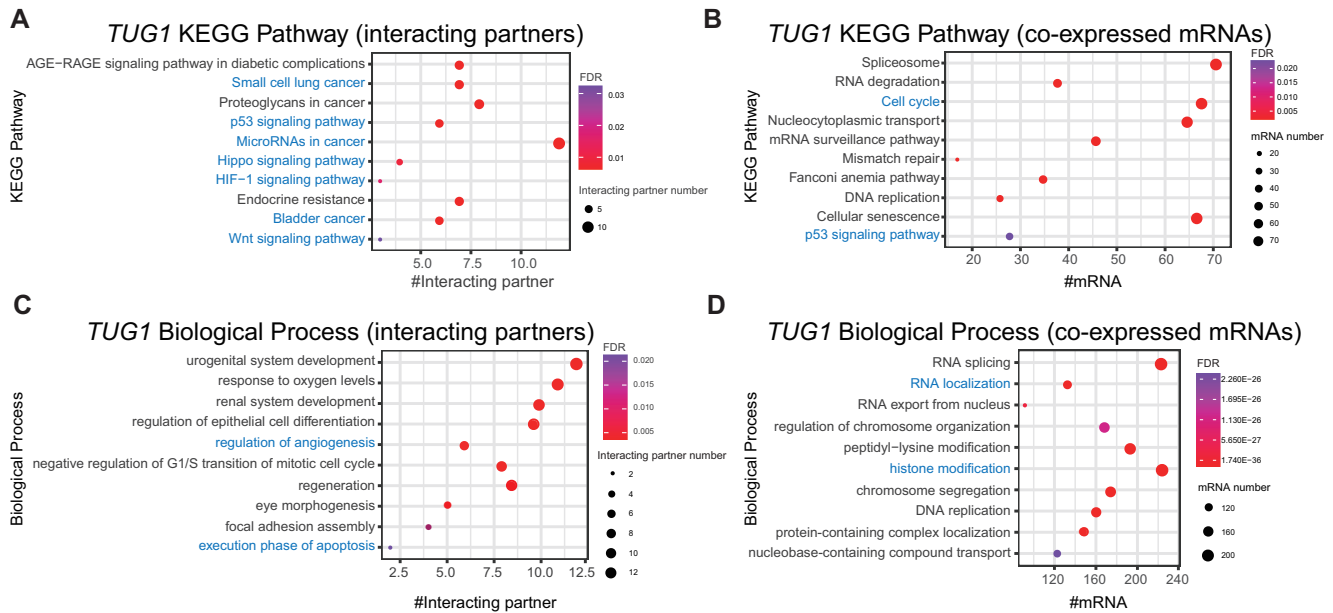 A
TUG1 KEGG Pathway (interacting partners)
KEGG Pathway
AGE−RAGE signaling pathway in diabetic complications
Small cell lung cancer
Proteoglycans in cancer
p53 signaling pathway
MicroRNAs in cancer
Hippo signaling pathway
HIF−1 signaling pathway
Endocrine resistance
Bladder cancer
Wnt signaling pathway
5.0 7.5 10.0
#Interacting partner
FDR
0.03
0.02
0.01
Interacting partner number
5
10
B
TUG1 KEGG Pathway (co-expressed mRNAs)
KEGG Pathway
Spliceosome
RNA degradation
Cell cycle
Nucleocytoplasmic transport
mRNA surveillance pathway
Mismatch repair
Fanconi anemia pathway
DNA replication
Cellular senescence
p53 signaling pathway
20 30 40 50 60 70
#mRNA
FDR
0.020
0.015
0.010
0.005
mRNA number
20
30
40
50
60
70
C
TUG1 Biological Process (interacting partners)
Biological Process
urogenital system development
response to oxygen levels
renal system development
regulation of epithelial cell differentiation
regulation of angiogenesis
negative regulation of G1/S transition of mitotic cell cycle
regeneration
eye morphogenesis
focal adhesion assembly
execution phase of apoptosis
2.5 5.0 7.5 10.0 12.5
#Interacting partner
FDR
0.020
0.015
0.010
0.005
Interacting partner number
2
4
6
8
10
12
D
TUG1 Biological Process (co-expressed mRNAs)
Biological Process
RNA splicing
RNA localization
RNA export from nucleus
regulation of chromosome organization
peptidyl−lysine modification
histone modification
chromosome segregation
DNA replication
protein-containing complex localization
nucleobase-containing compound transport
120 160 200 240
#mRNA
FDR
2.260E-26
1.695E-26
1.130E-26
5.650E-27
1.740E-36
mRNA number
120
160
200